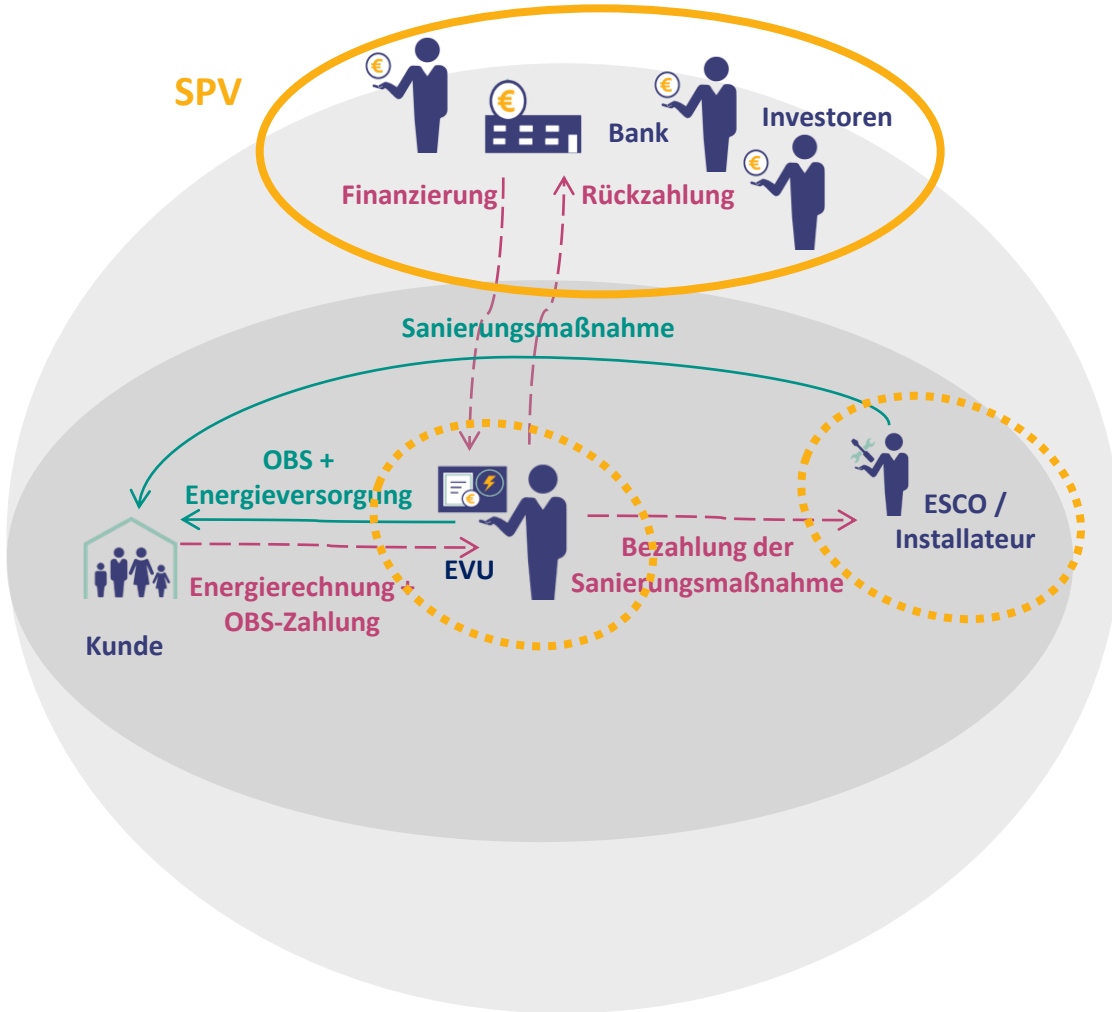 SPV
Bank
Investoren
Finanzierung
Rückzahlung
Sanierungsmaßnahme
OBS +
Energieversorgung
EVU
ESCO /
Installateur
Bezahlung der
Sanierungsmaßnahme
Energierechnung +
OBS-Zahlung
Kunde
€
€
€
€
€